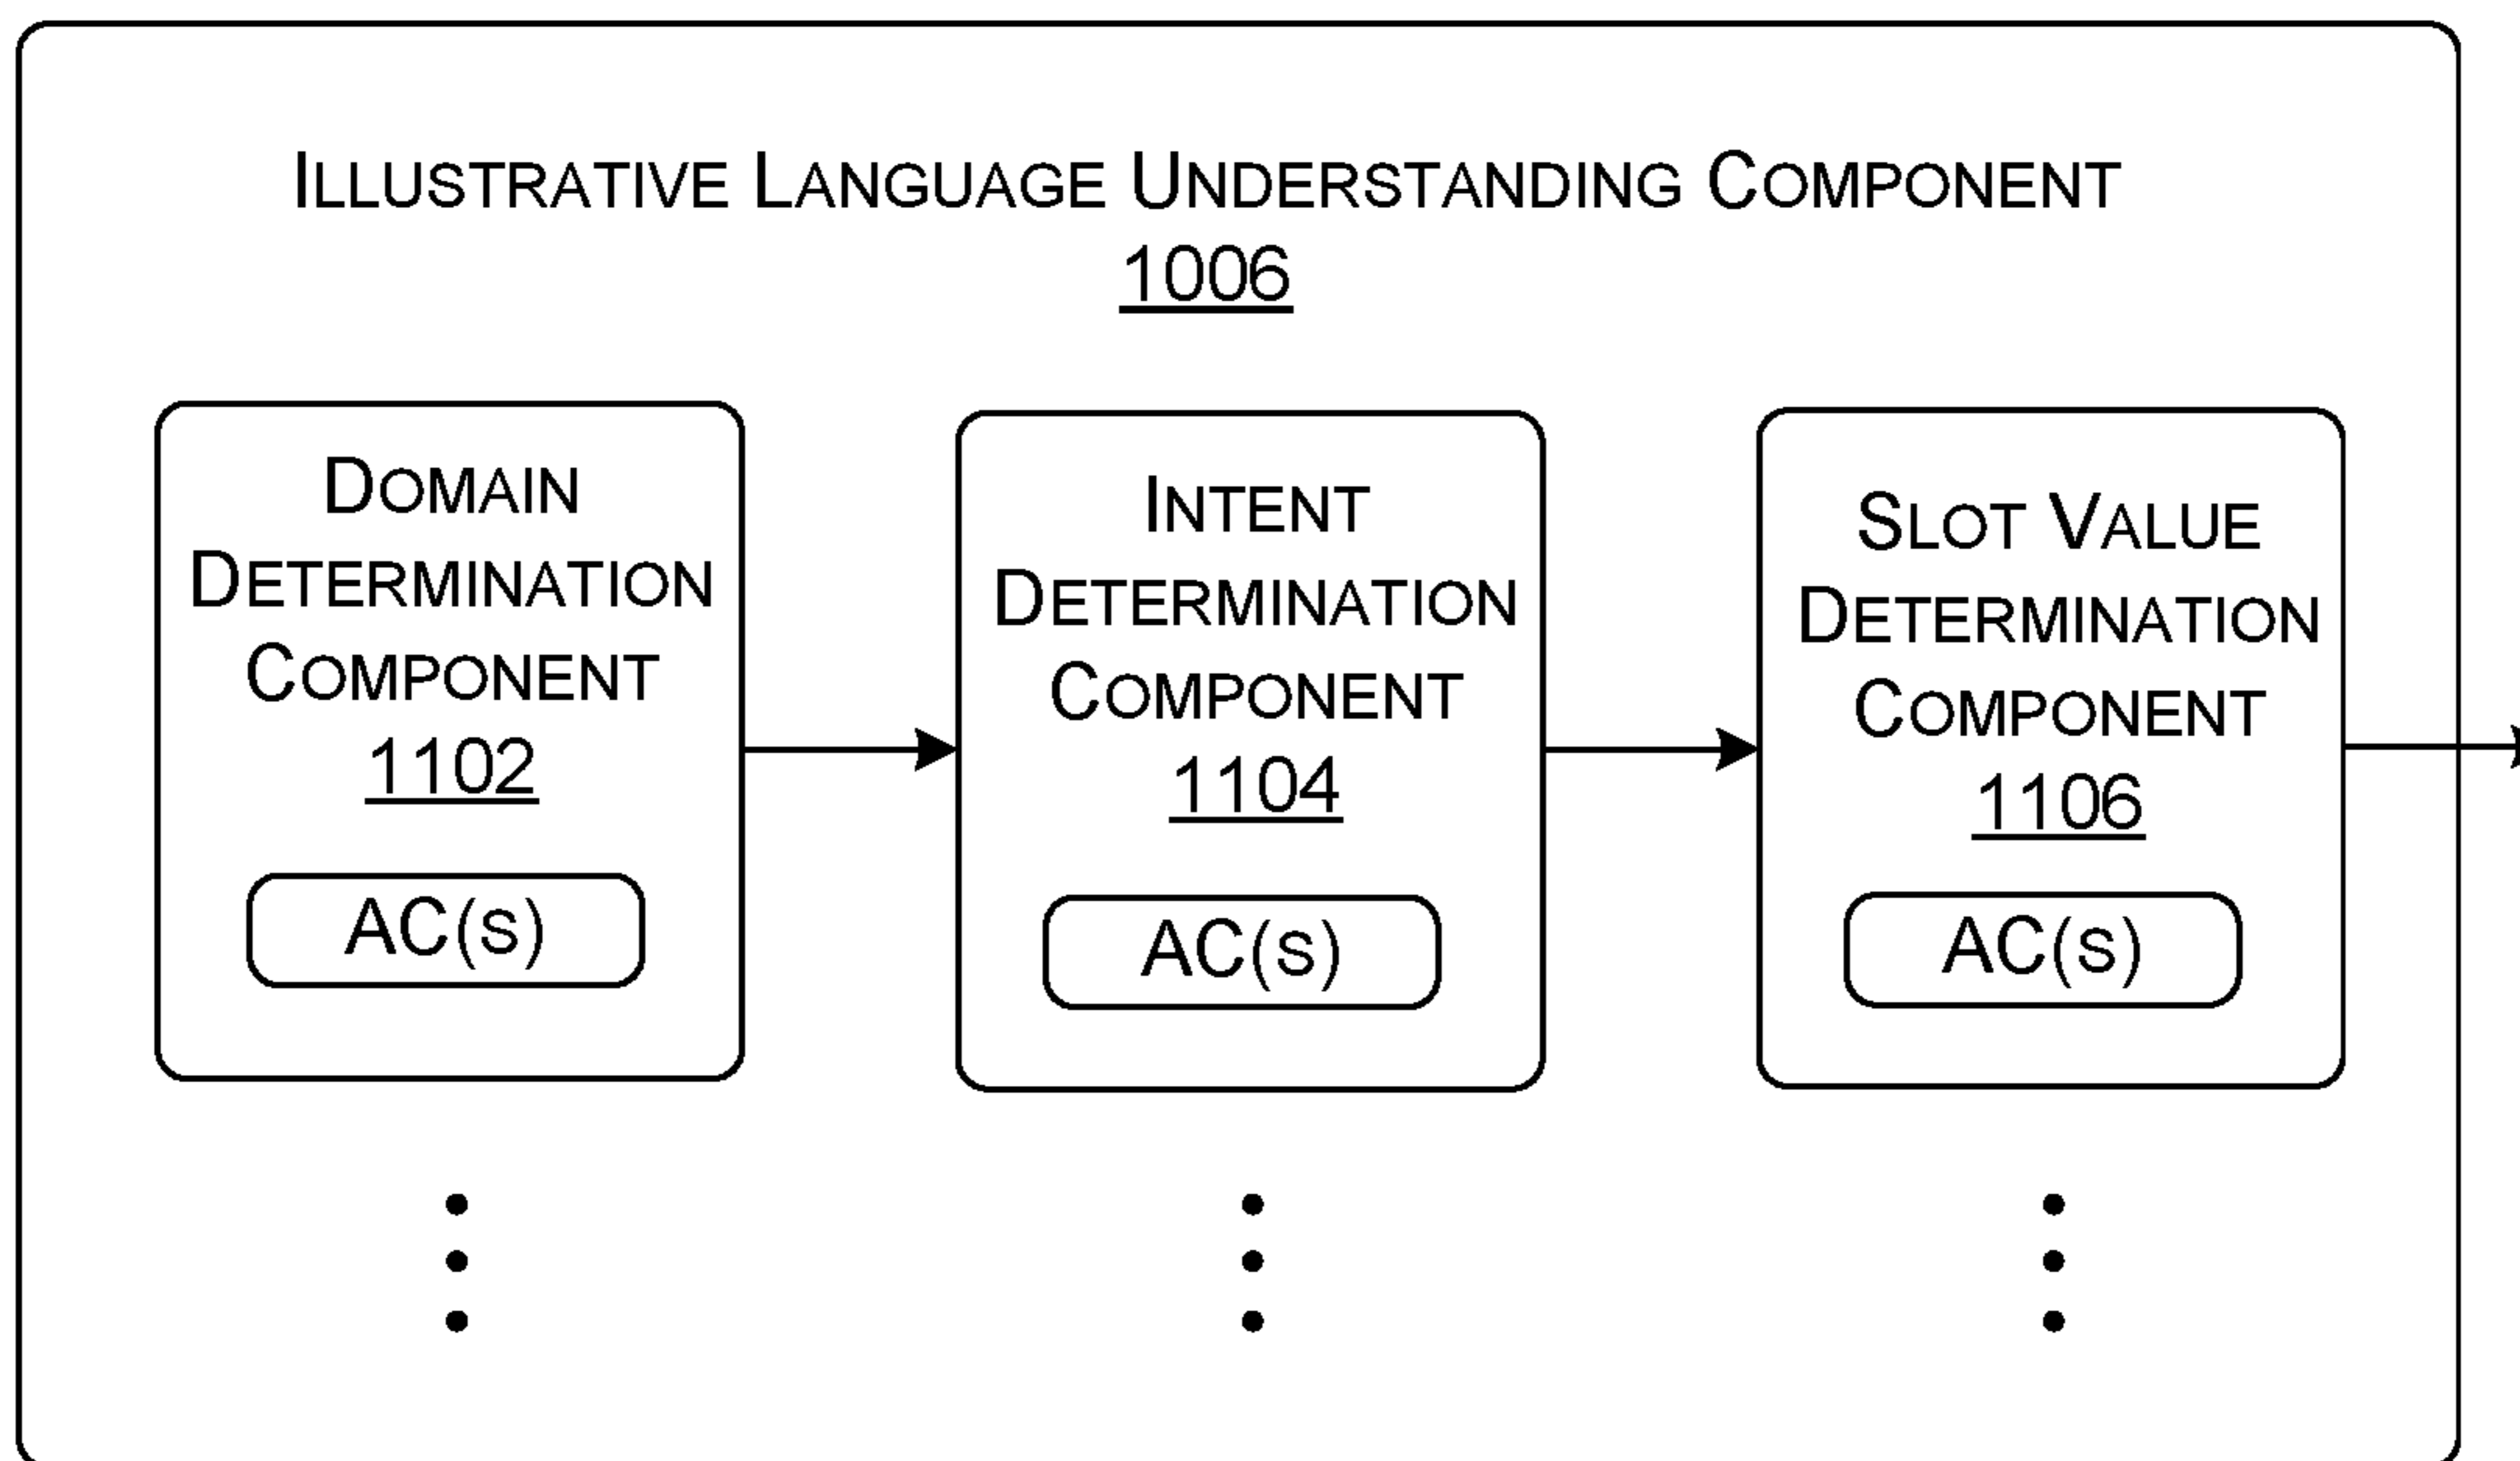 ILLUSTRATIVE LANGUAGE UNDERSTANDING COMPONENT
1006
DOMAIN
DETERMINATION
COMPONENT
1102
AC(s)
INTENT
DETERMINATION
COMPONENT
1104
AC(s)
SLOT VALUE
DETERMINATION
COMPONENT
1106
AC(s)